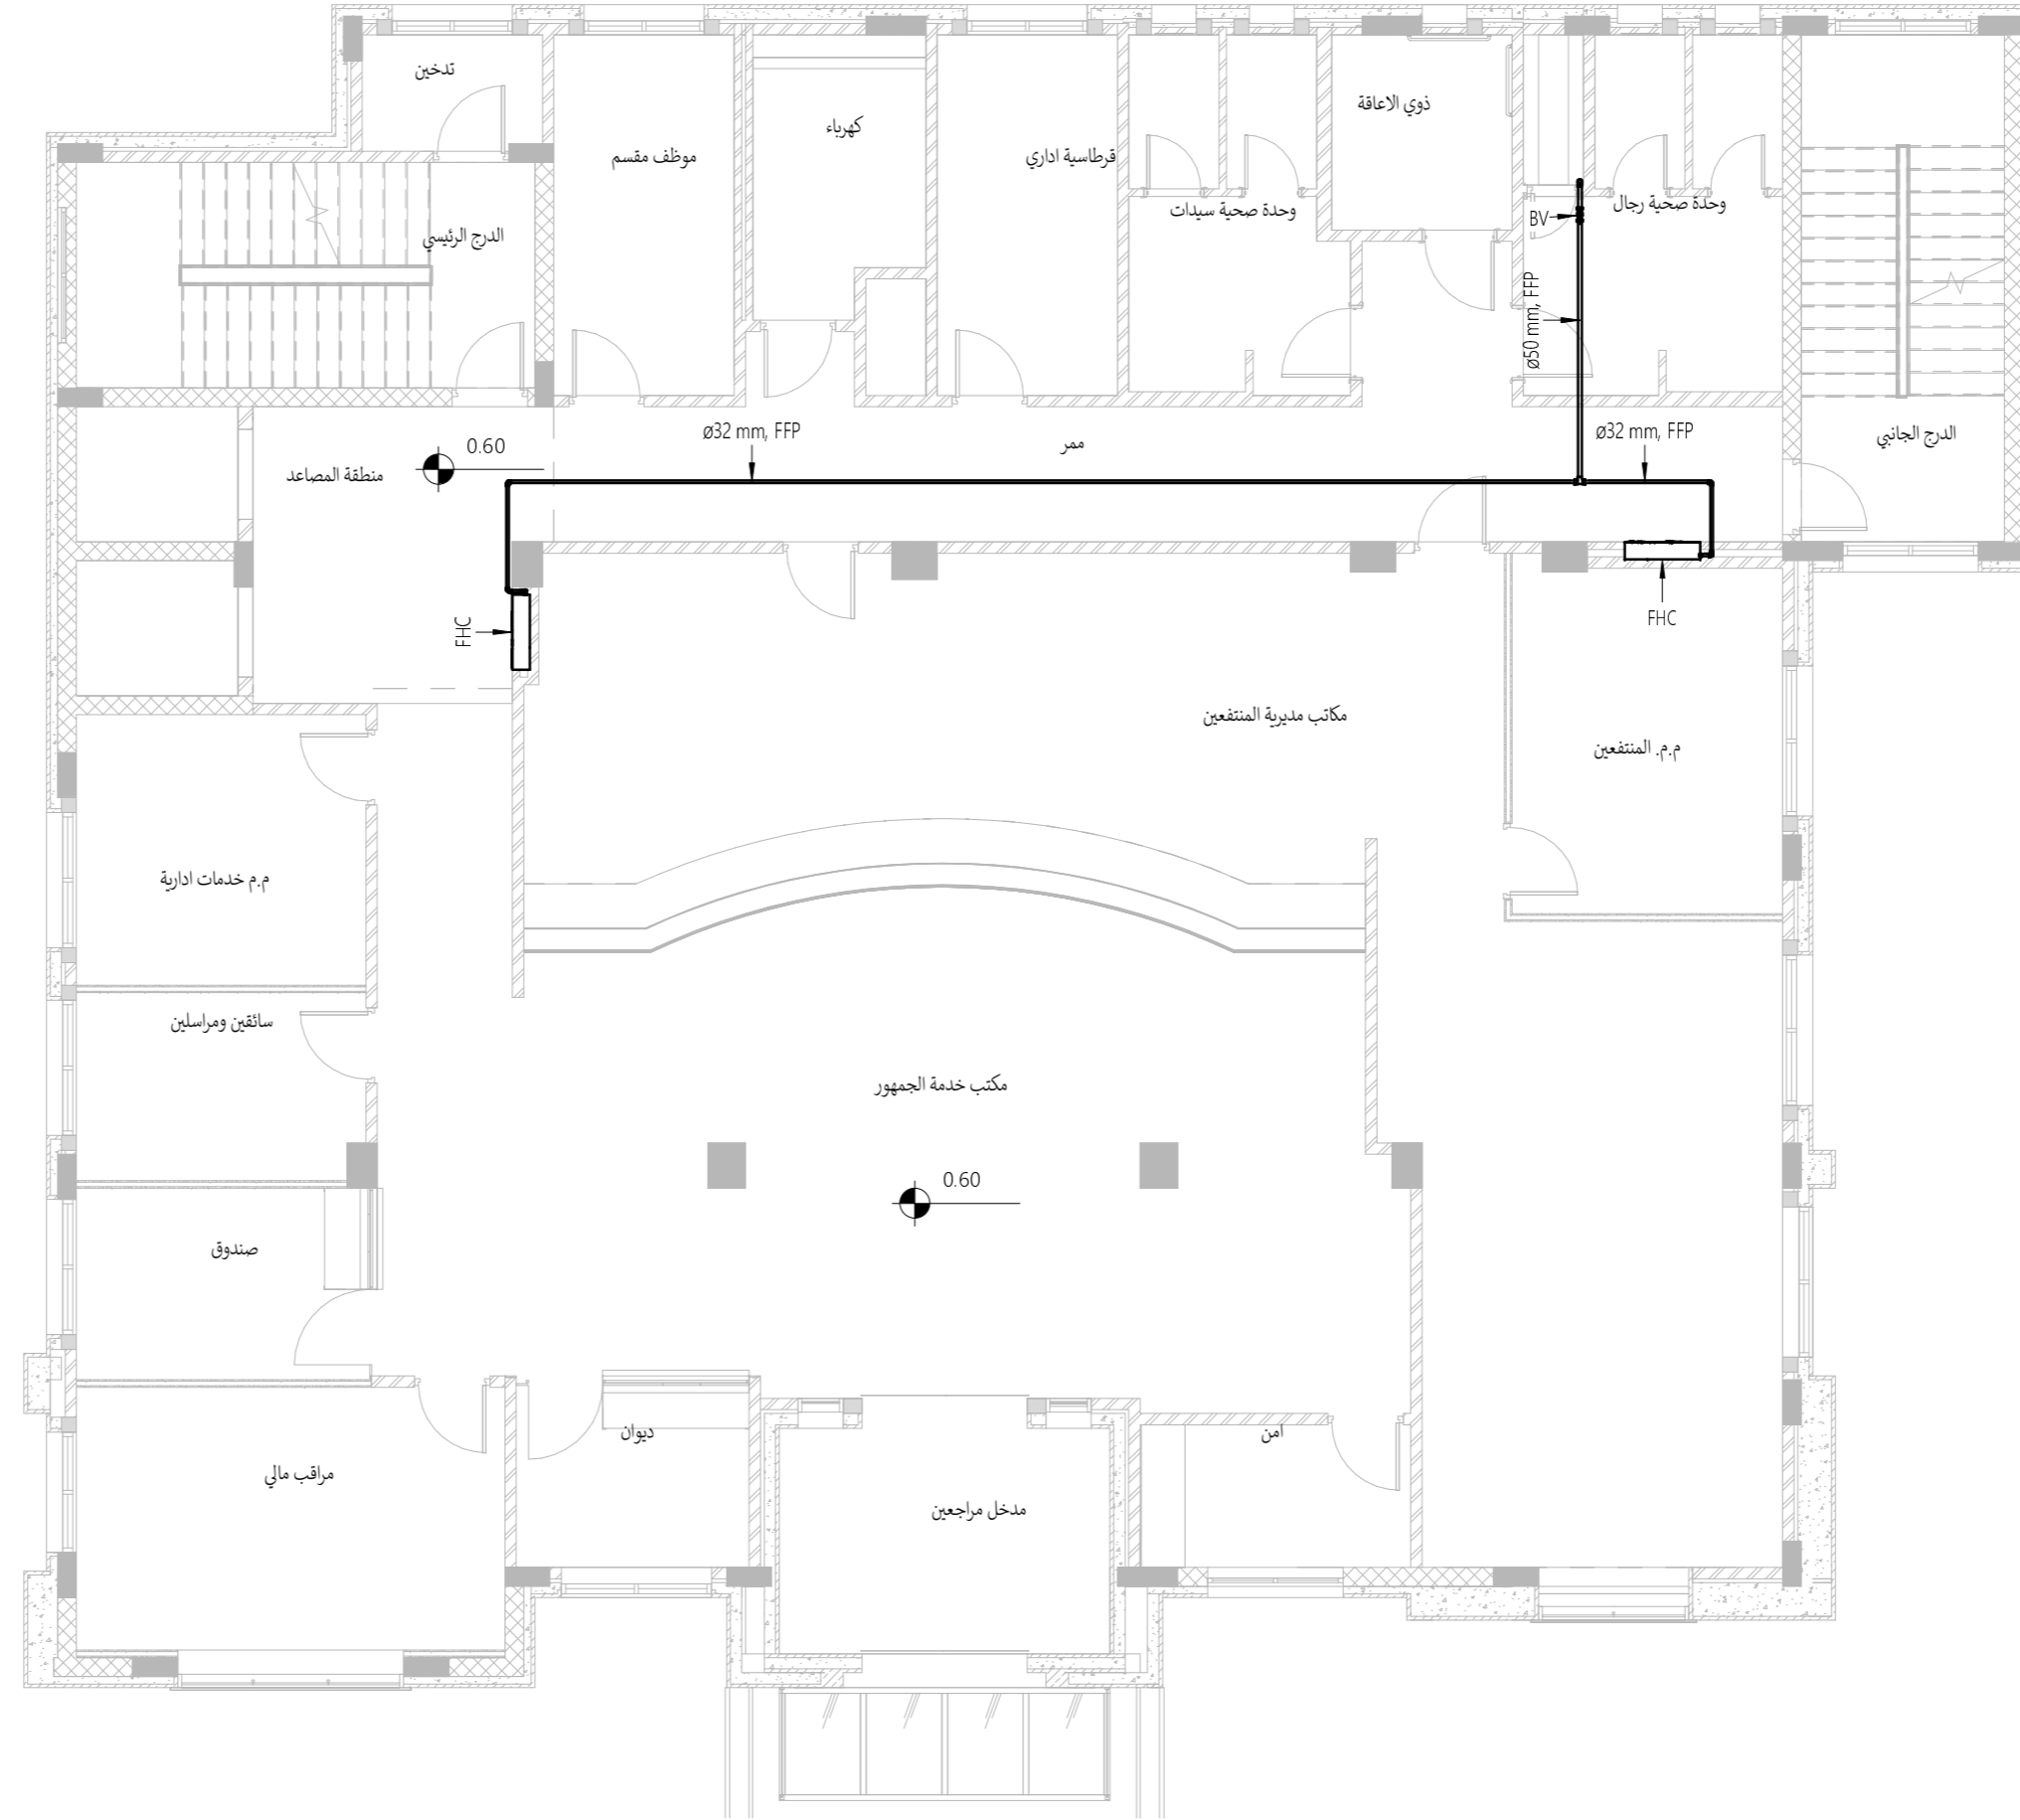 تدخين
كهرباء
ذوي الاعاقة
موظف مقسم
قرطاسية اداري
وحدة صحية سيدات
وحدة صحية رجال
BV
الدرج الرئيسي
ø50 mm, FFP
0.60
ø32 mm, FFP
ممر
ø32 mm, FFP
الدرج الجانبي
منطقة المصاعد
FHC
FHC
مكاتب مديرية المنتفعين
م.م. المنتفعين
م.م خدمات ادارية
سائقين ومراسلين
مكتب خدمة الجمهور
0.60
صندوق
ديوان
امن
مراقب مالي
مدخل مراجعين